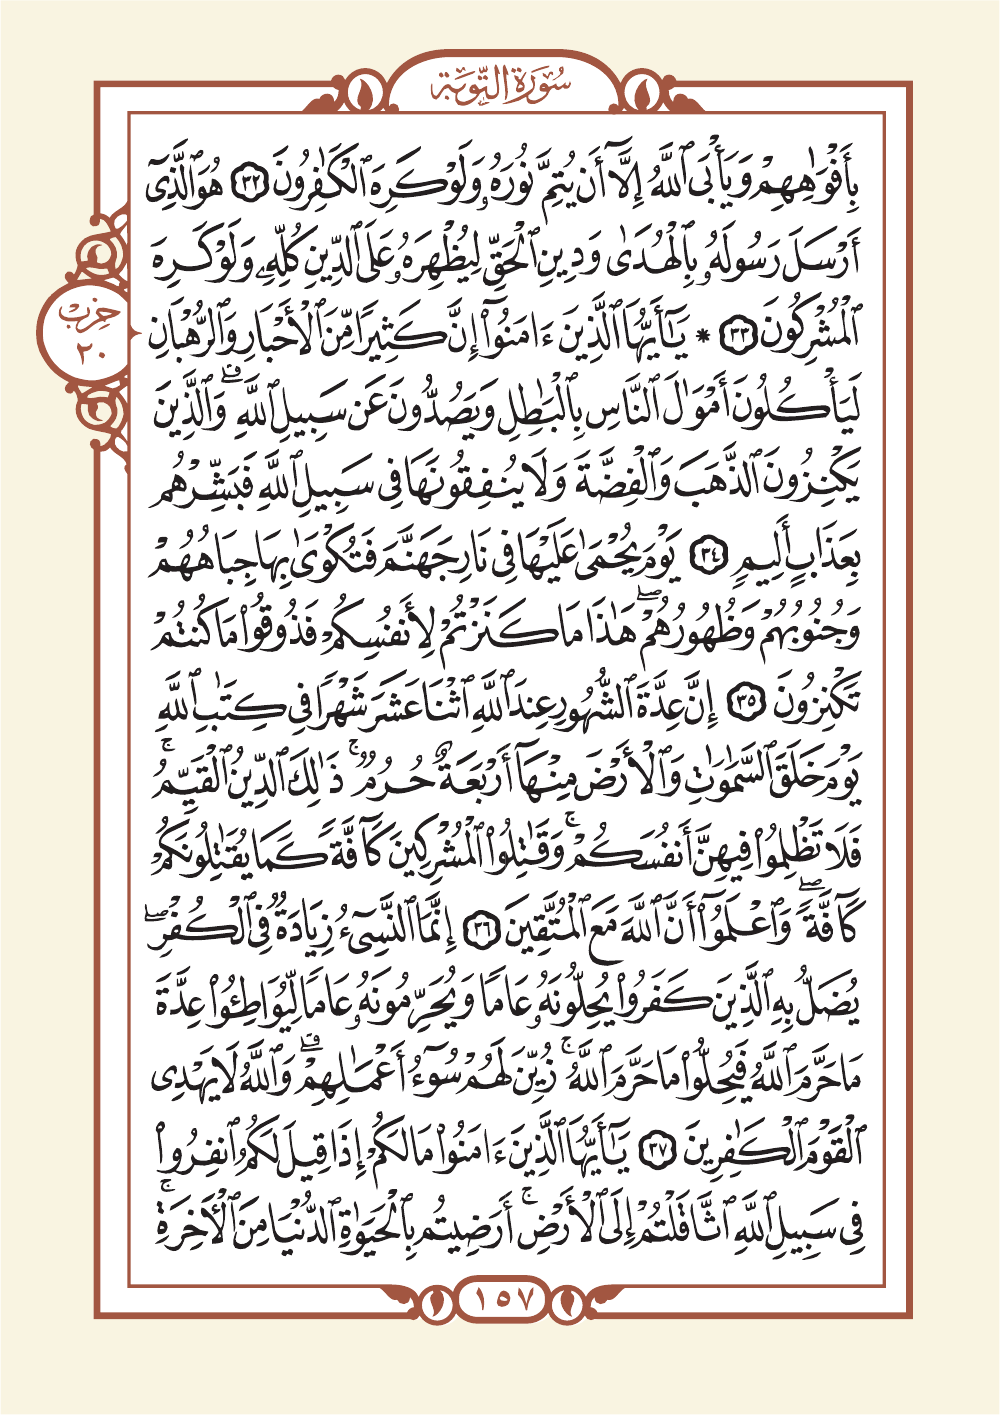 سُورَةُ التَّوۡبَةِ
بِأَفۡوَٰهِهِمۡ وَيَأۡبَى ٱللَّهُ إِلَّآ أَن يُتِمَّ نُورَهُۥ وَلَوۡ كَرِهَ ٱلۡكَٰفِرُونَ ٣٢ هُوَ ٱلَّذِيٓ
أَرۡسَلَ رَسُولَهُۥ بِٱلۡهُدَىٰ وَدِينِ ٱلۡحَقِّ لِيُظۡهِرَهُۥ عَلَى ٱلدِّينِ كُلِّهِۦ وَلَوۡ كَرِهَ
ٱلۡمُشۡرِكُونَ ٣٣ * يَٰٓأَيُّهَا ٱلَّذِينَ ءَامَنُوٓاْ إِنَّ كَثِيرٗا مِّنَ ٱلۡأَحۡبَارِ وَٱلرُّهۡبَانِ
لَيَأۡكُلُونَ أَمۡوَٰلَ ٱلنَّاسِ بِٱلۡبَٰطِلِ وَيَصُدُّونَ عَن سَبِيلِ ٱللَّهِۗ وَٱلَّذِينَ
يَكۡنِزُونَ ٱلذَّهَبَ وَٱلۡفِضَّةَ وَلَا يُنفِقُونَهَا فِي سَبِيلِ ٱللَّهِ فَبَشِّرۡهُم
بِعَذَابٍ أَلِيمٖ ٣٤ يَوۡمَ يُحۡمَىٰ عَلَيۡهَا فِي نَارِ جَهَنَّمَ فَتُكۡوَىٰ بِهَا جِبَاهُهُمۡ
وَجُنُوبُهُمۡ وَظُهُورُهُمۡۖ هَٰذَا مَا كَنَزۡتُمۡ لِأَنفُسِكُمۡ فَذُوقُواْ مَا كُنتُمۡ
تَكۡنِزُونَ ٣٥ إِنَّ عِدَّةَ ٱلشُّهُورِ عِندَ ٱللَّهِ ٱثۡنَا عَشَرَ شَهۡرٗا فِي كِتَٰبِ ٱللَّهِ
يَوۡمَ خَلَقَ ٱلسَّمَٰوَٰتِ وَٱلۡأَرۡضَ مِنۡهَآ أَرۡبَعَةٌ حُرُمٞۚ ذَٰلِكَ ٱلدِّينُ ٱلۡقَيِّمُۚ
فَلَا تَظۡلِمُواْ فِيهِنَّ أَنفُسَكُمۡۚ وَقَٰتِلُواْ ٱلۡمُشۡرِكِينَ كَآفَّةٗ كَمَا يُقَٰتِلُونَكُمۡ
كَآفَّةٗۖ وَٱعۡلَمُوٓاْ أَنَّ ٱللَّهَ مَعَ ٱلۡمُتَّقِينَ ٣٦ إِنَّمَا ٱلنَّسِيٓءُ زِيَادَةٞ فِي ٱلۡكُفۡرِۖ
يُضَلُّ بِهِ ٱلَّذِينَ كَفَرُواْ يُحِلُّونَهُۥ عَامٗا وَيُحَرِّمُونَهُۥ عَامٗا لِّيُوَاطِـُٔواْ عِدَّةَ
مَا حَرَّمَ ٱللَّهُ فَيُحِلُّواْ مَا حَرَّمَ ٱللَّهُۚ زُيِّنَ لَهُمۡ سُوٓءُ أَعۡمَٰلِهِمۡۗ وَٱللَّهُ لَا يَهۡدِي
ٱلۡقَوۡمَ ٱلۡكَٰفِرِينَ ٣٧ يَٰٓأَيُّهَا ٱلَّذِينَ ءَامَنُواْ مَا لَكُمۡ إِذَا قِيلَ لَكُمُ ٱنفِرُواْ
فِي سَبِيلِ ٱللَّهِ ٱثَّاقَلۡتُمۡ إِلَى ٱلۡأَرۡضِۚ أَرَضِيتُم بِٱلۡحَيَوٰةِ ٱلدُّنۡيَا مِنَ ٱلۡأٓخِرَةِۚ
حِزۡب
٢٠
١٥٧